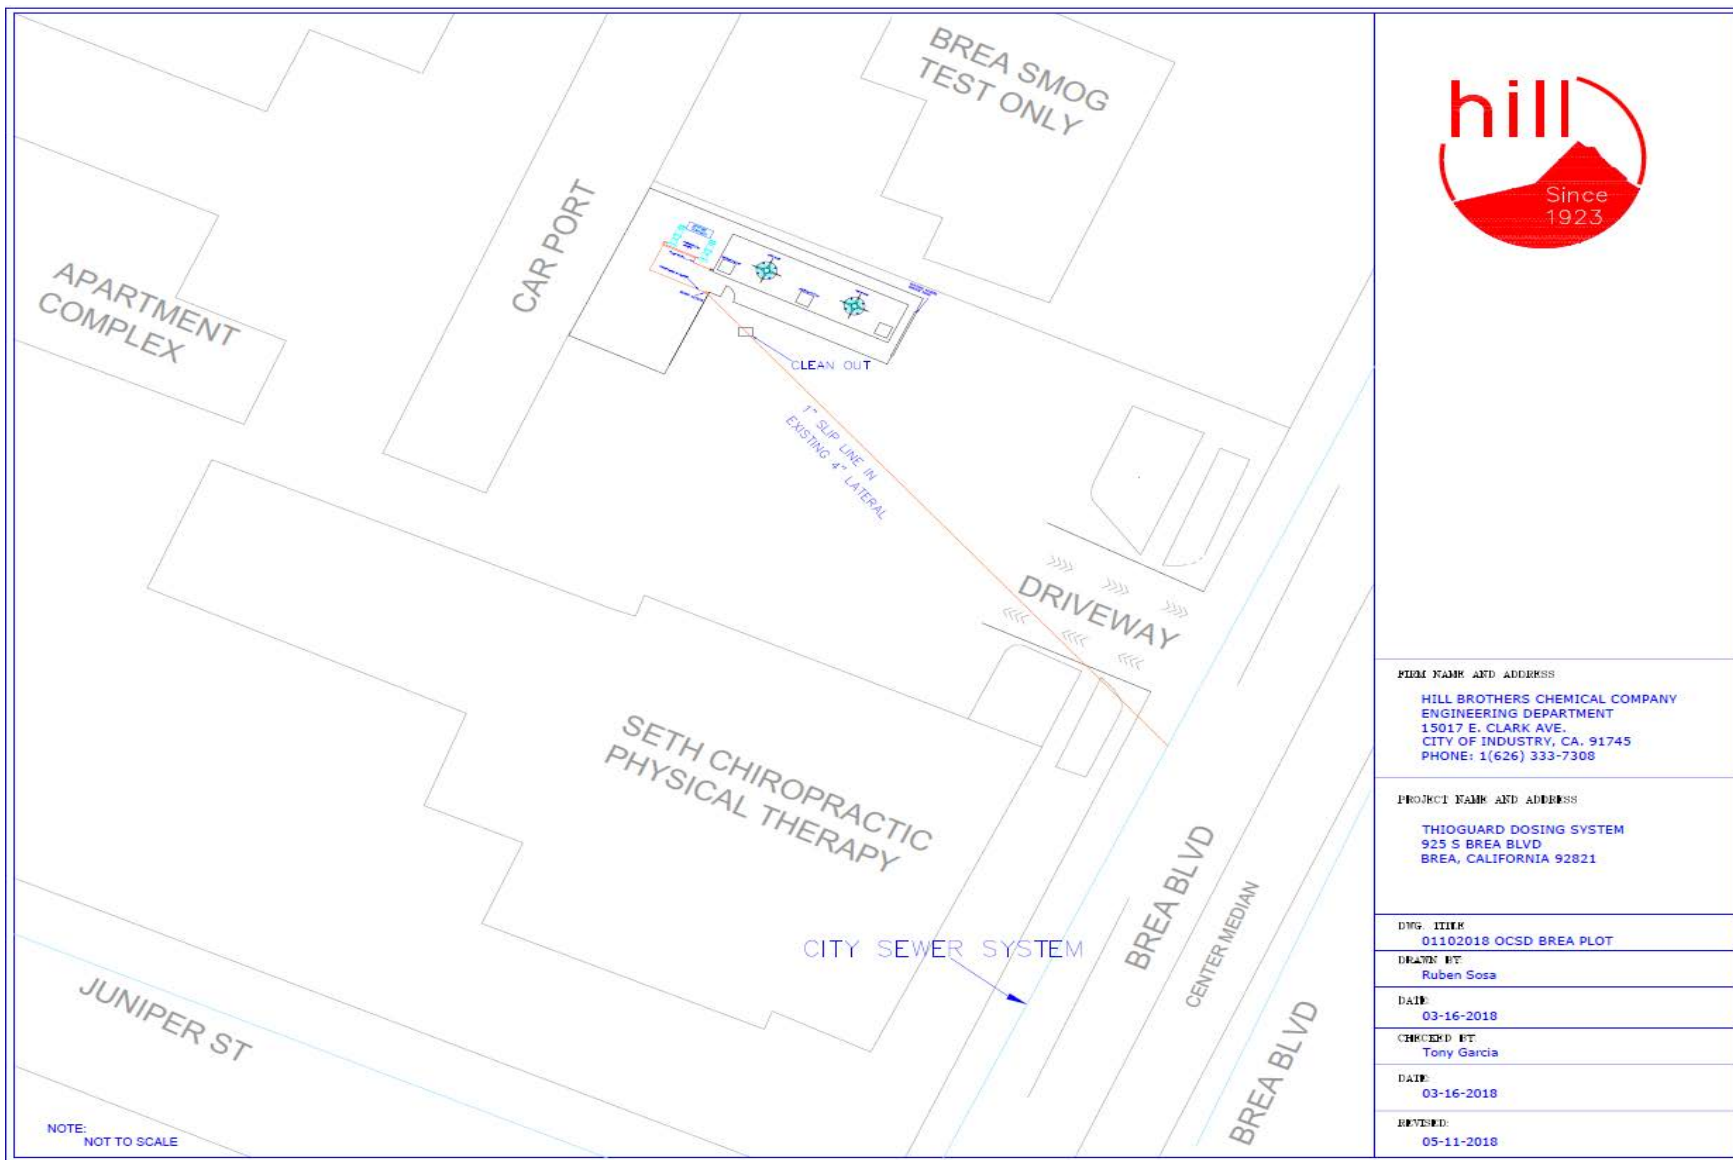 BREA SMOG
TEST ONLY
CAR PORT
APARTMENT
COMPLEX
CLEAN OUT
1" SLIP LINE IN
EXISTING 4" LATERAL
DRIVEWAY
SETH CHIROPRACTIC
PHYSICAL THERAPY
CITY SEWER SYSTEM
BREA BLVD
CENTER MEDIAN
BREA BLVD
JUNIPER ST
NOTE:
NOT TO SCALE
hill
Since
1923
FIRM NAME AND ADDRESS
HILL BROTHERS CHEMICAL COMPANY
ENGINEERING DEPARTMENT
15017 E. CLARK AVE.
CITY OF INDUSTRY, CA. 91745
PHONE: 1(626) 333-7308
PROJECT NAME AND ADDRESS
THIOGUARD DOSING SYSTEM
925 S BREA BLVD
BREA, CALIFORNIA 92821
DWG. TITLE
01102018 OCSD BREA PLOT
DRAWN BY:
Ruben Sosa
DATE:
03-16-2018
CHECKED BY:
Tony Garcia
DATE:
03-16-2018
REVISED:
05-11-2018